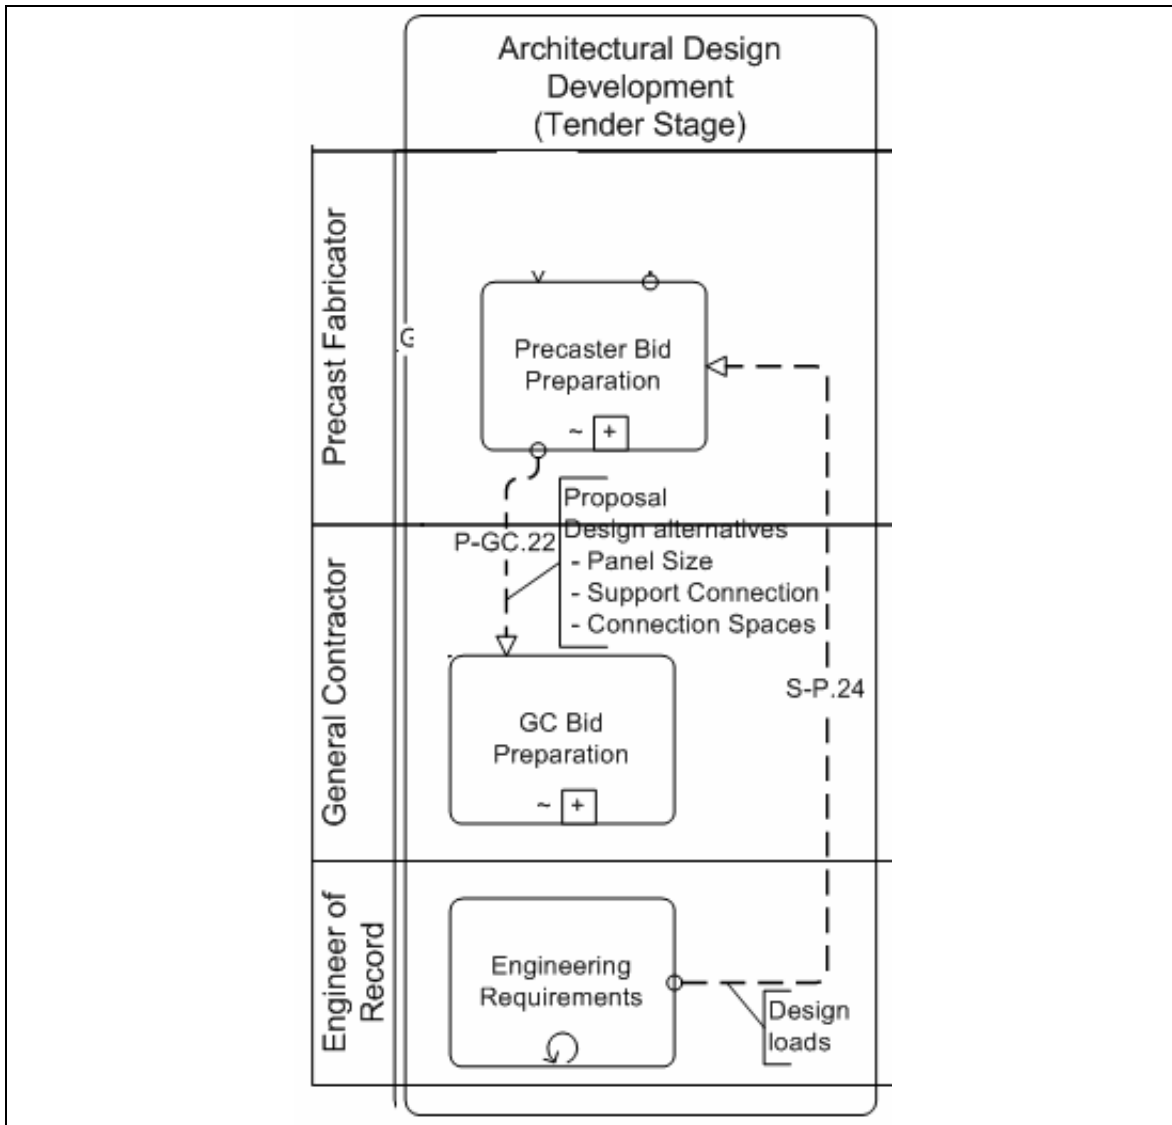 Architectural Design
Development
(Tender Stage)
Precast Fabricator
G
Precaster Bid
Preparation
~ +
Proposal
Design alternatives
- Panel Size
- Support Connection
- Connection Spaces
P-GC.22
General Contractor
GC Bid
Preparation
~ +
S-P.24
Engineer of
Record
Engineering
Requirements
Design
loads